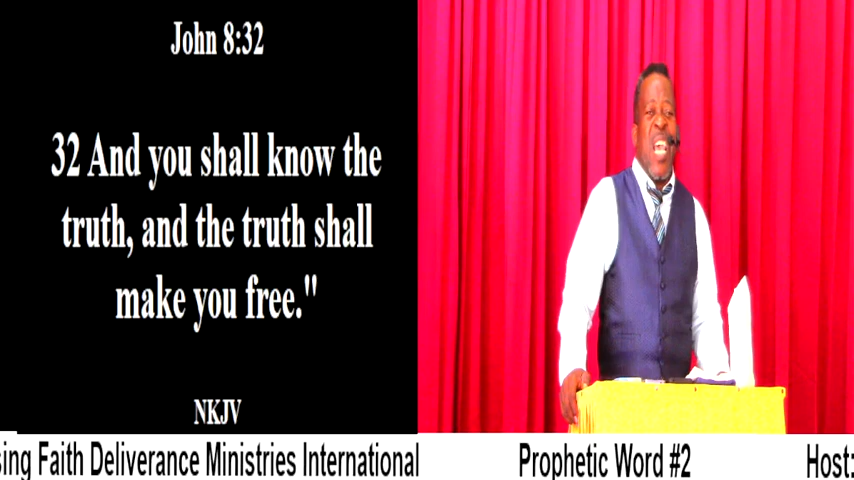 John 8:32
32 And you shall know the
truth, and the truth shall
make you free."
NKJV
Faith Deliverance Ministries International Prophetic Word #2 Host: